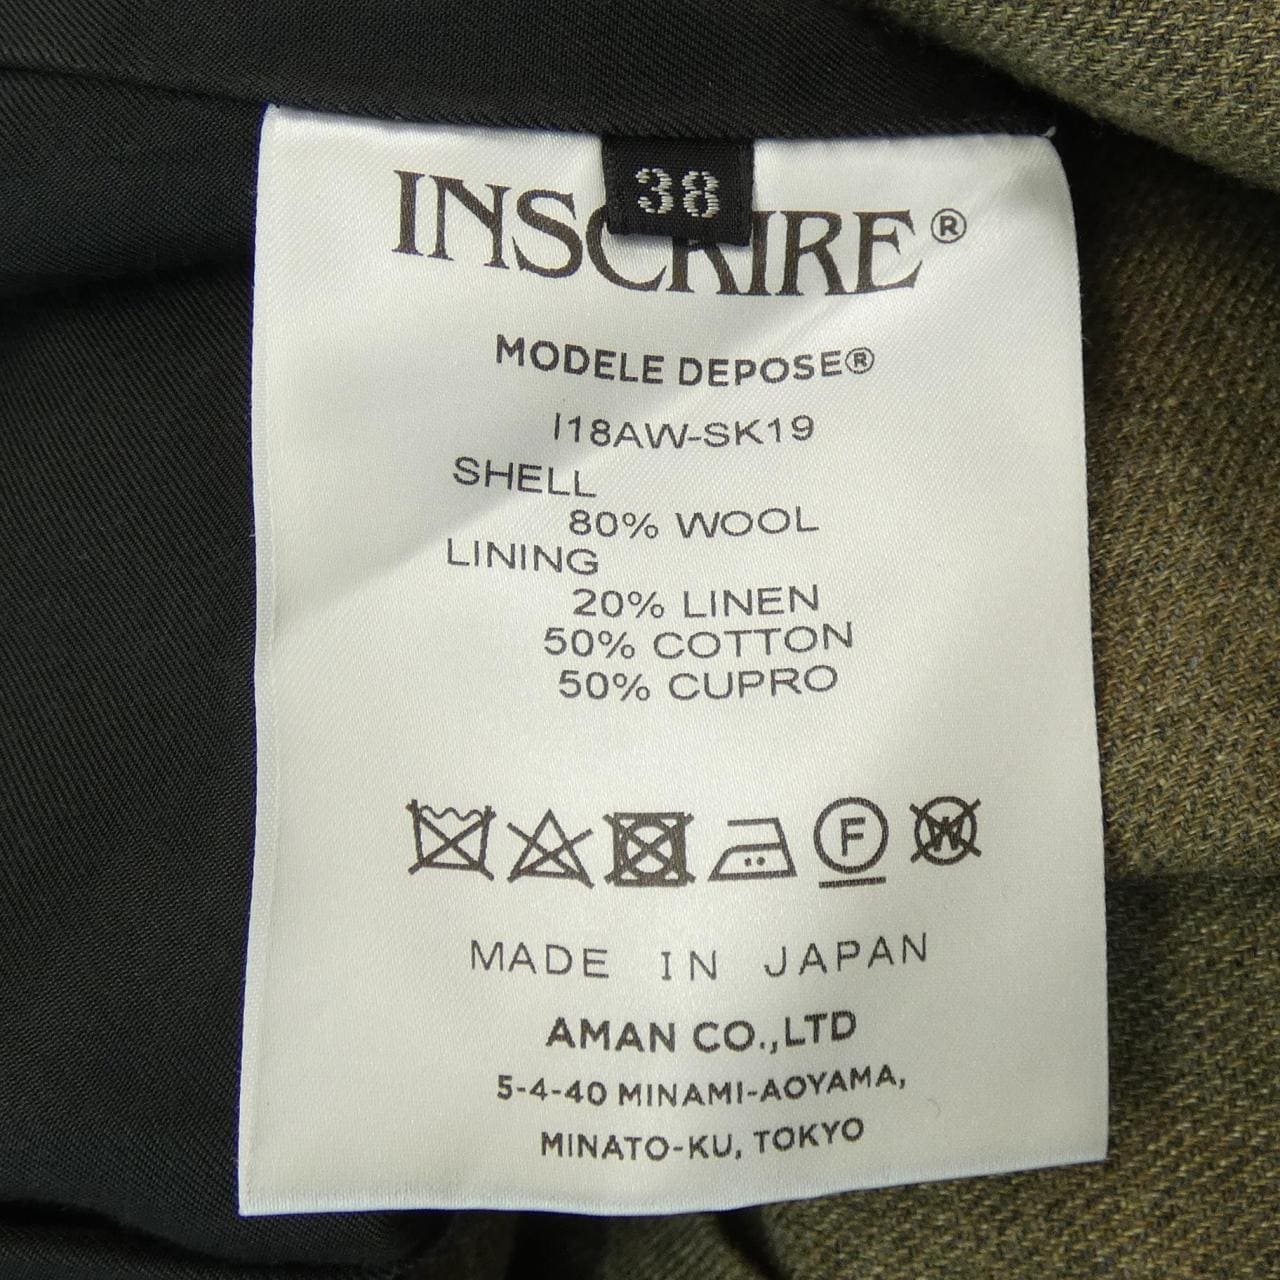 38
INSCRIRE®
MODELE DEPOSE®
I18AW-SK19
SHELL
80% WOOL
LINING
20% LINEN
50% COTTON
50% CUPRO
F
W
MADE IN JAPAN
AMAN CO.,LTD
5-4-40 MINAMI-AOYAMA,
MINATO-KU, TOKYO